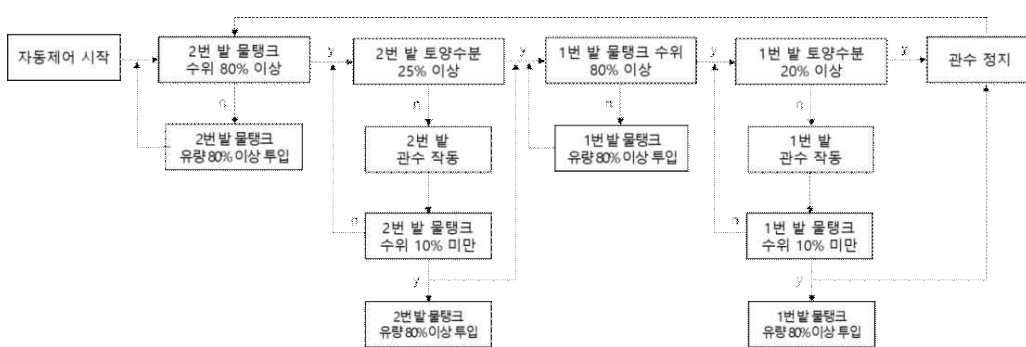 자동제어 시작
2번 밭 물탱크
수위 80% 이상
y
2번 밭 토양수분
25% 이상
y
1번 밭 물탱크 수위
80% 이상
y
1번 밭 토양수분
20% 이상
y
관수 정지
n
n
n
n
2번 밭 물탱크
유량 80% 이상 투입
2번 밭
관수 작동
1번 밭 물탱크
유량 80% 이상 투입
1번 밭
관수 작동
n
2번 밭 물탱크
수위 10% 미만
n
1번 밭 물탱크
수위 10% 미만
y
y
2번 밭 물탱크
유량 80% 이상 투입
1번 밭 물탱크
유량 80% 이상 투입